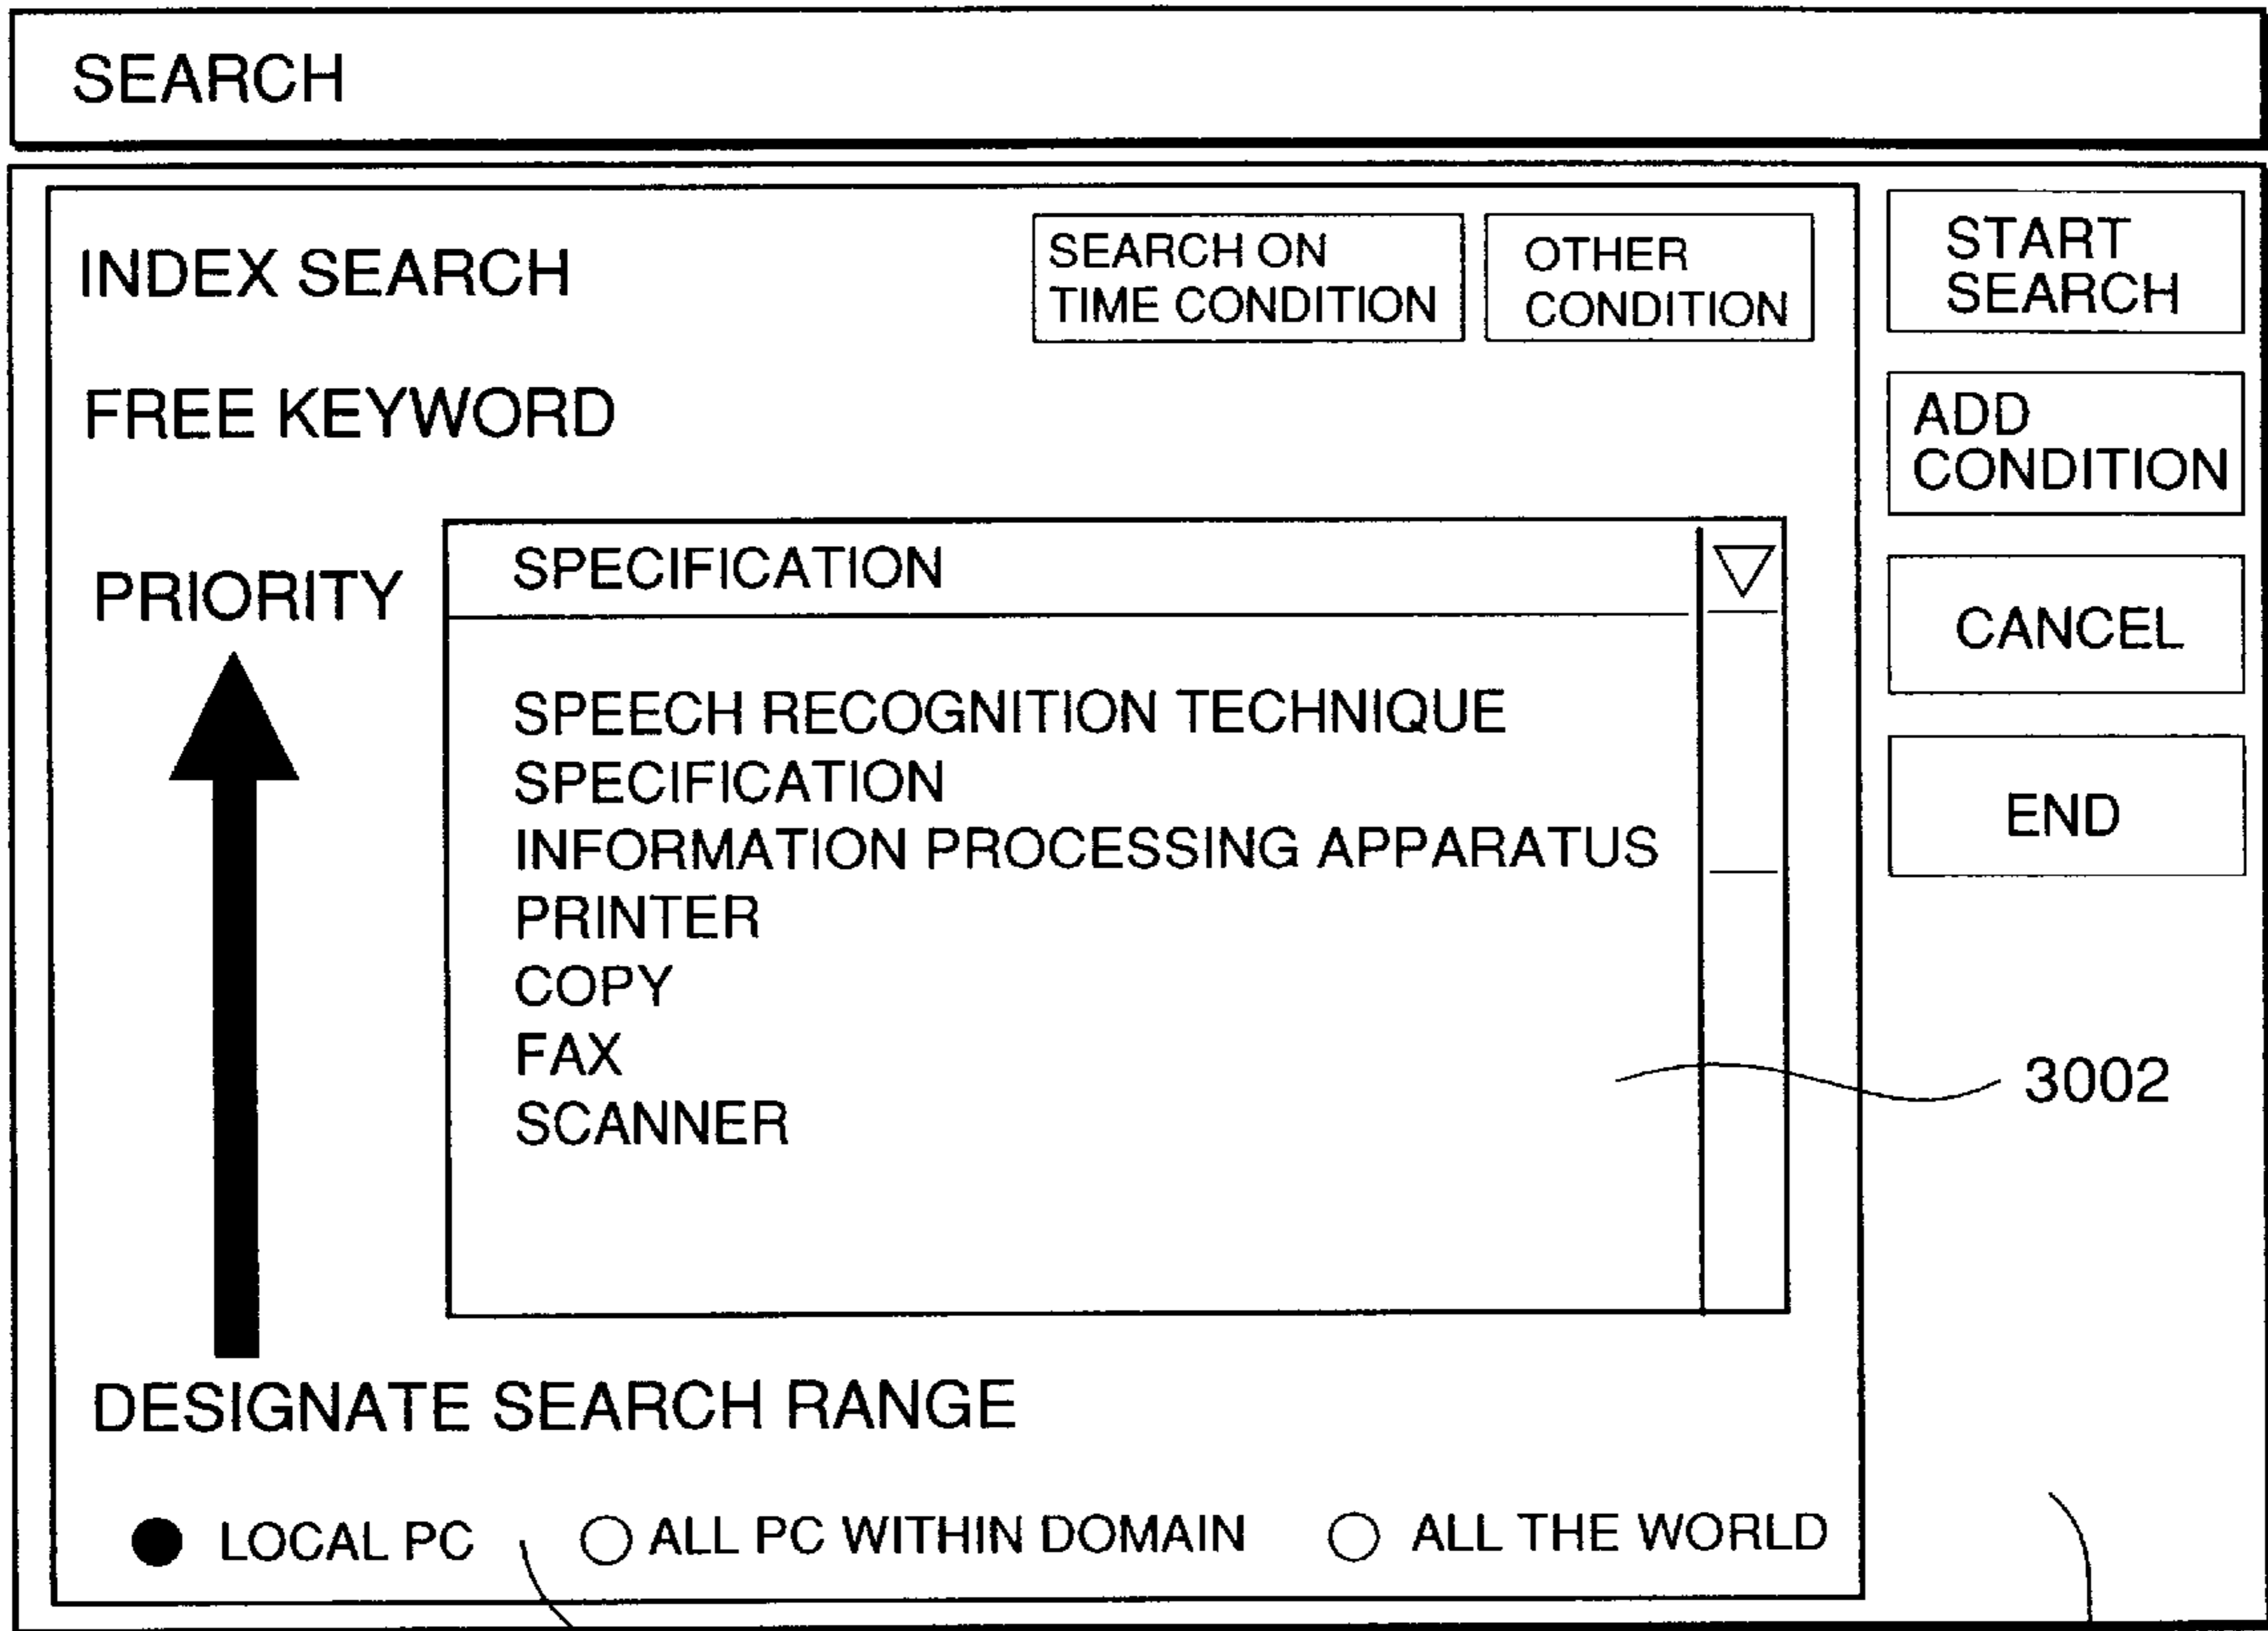 SEARCH
INDEX SEARCH
SEARCH ON
TIME CONDITION
OTHER
CONDITION
START
SEARCH
FREE KEYWORD
ADD
CONDITION
PRIORITY
SPECIFICATION
CANCEL
SPEECH RECOGNITION TECHNIQUE
SPECIFICATION
INFORMATION PROCESSING APPARATUS
PRINTER
COPY
FAX
SCANNER
END
3002
DESIGNATE SEARCH RANGE
LOCAL PC
ALL PC WITHIN DOMAIN
ALL THE WORLD